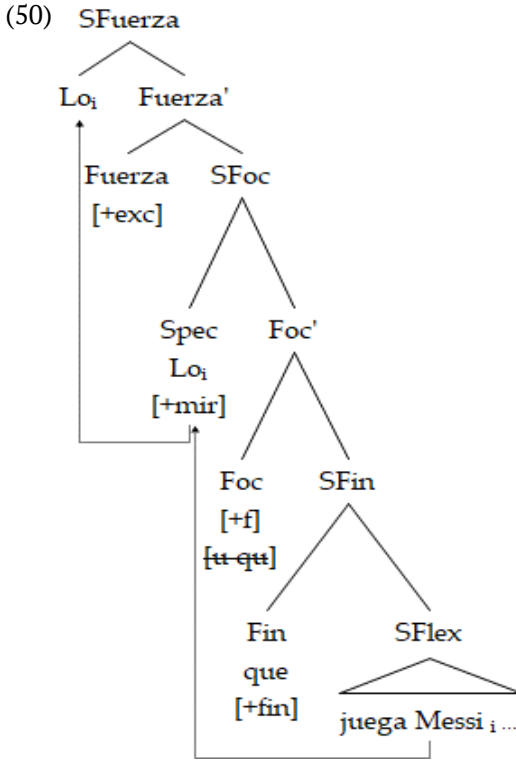 (50) SFuerza
Loᵢ Fuerza'
Fuerza SFoc
[+exc]
Spec Foc'
Loᵢ
[+mir]
Foc SFin
[+f]
[u-qu]
Fin SFlex
que
[+fin]
juega Messi ᵢ ...